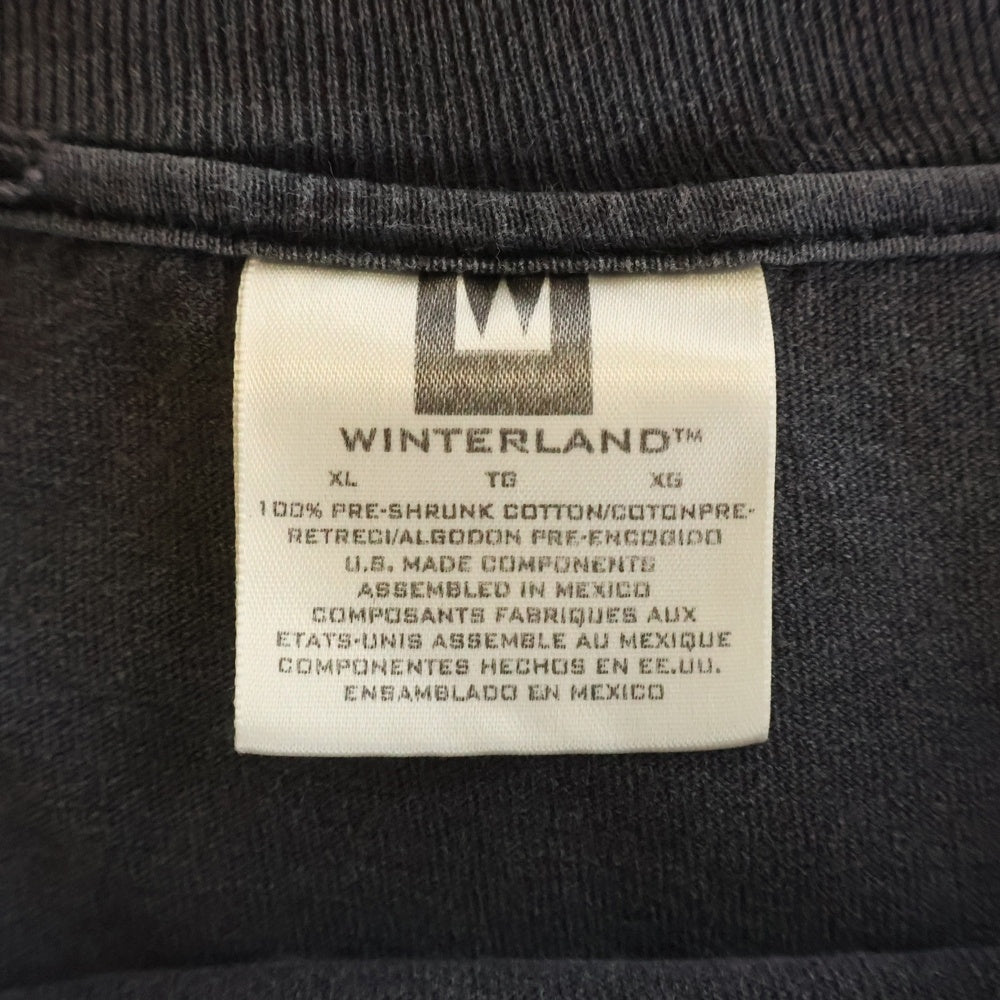 W
WINTERLAND™
XL TG XG
100% PRE-SHRUNK COTTON/COTONPRE-
RETRECI/ALGODON PRE-ENCOGIDO
U.S. MADE COMPONENTS
ASSEMBLED IN MEXICO
COMPOSANTS FABRIQUES AUX
ETATS-UNIS ASSEMBLE AU MEXIQUE
COMPONENTES HECHOS EN EE.UU.
ENSAMBLADO EN MEXICO